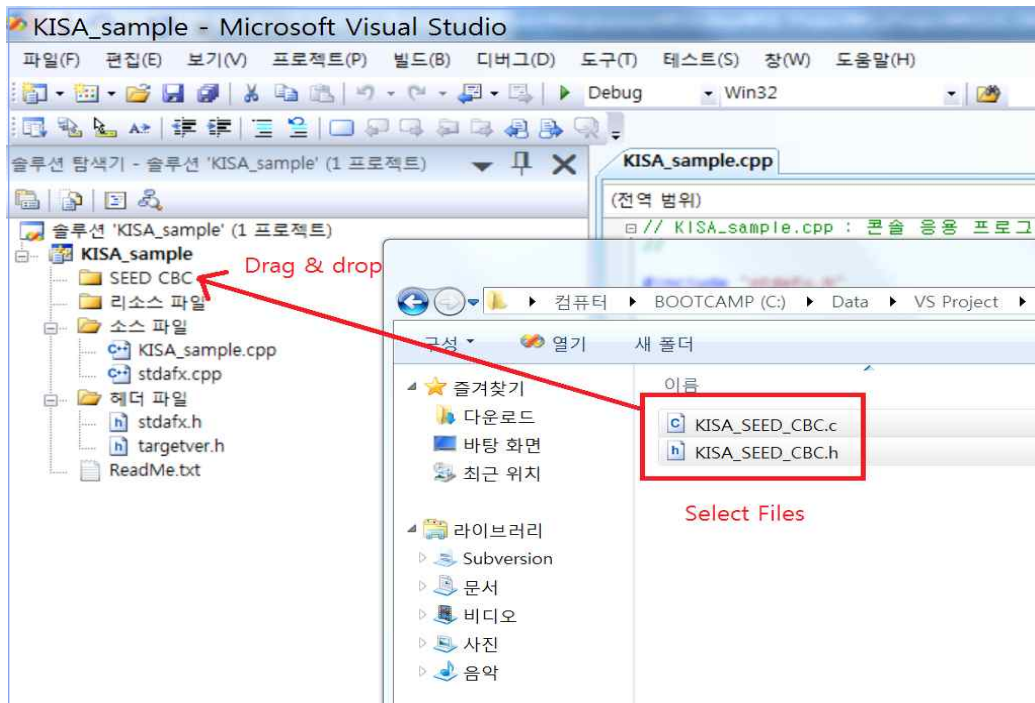 KISA_sample - Microsoft Visual Studio
파일(F) 편집(E) 보기(V) 프로젝트(P) 빌드(B) 디버그(D) 도구(T) 테스트(S) 창(W) 도움말(H)
Debug Win32
솔루션 탐색기 - 솔루션 'KISA_sample' (1 프로젝트)
솔루션 'KISA_sample' (1 프로젝트)
KISA_sample
SEED CBC
리소스 파일
소스 파일
KISA_sample.cpp
stdafx.cpp
헤더 파일
stdafx.h
targetver.h
ReadMe.txt
KISA_sample.cpp
(전역 범위)
// KISA_sample.cpp : 콘솔 응용 프로그
//
Drag & drop
컴퓨터 BOOTCAMP (C:) Data VS Project
구성 열기 새 폴더
즐겨찾기
다운로드
바탕 화면
최근 위치
라이브러리
Subversion
문서
비디오
사진
음악
이름
KISA_SEED_CBC.c
KISA_SEED_CBC.h
Select Files